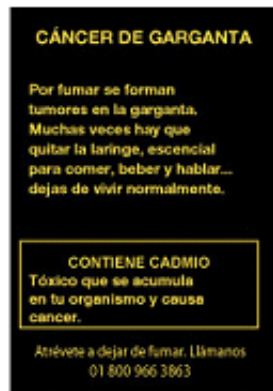 CÁNCER DE GARGANTA
Por fumar se forman
tumores en la garganta.
Muchas veces hay que
quitar la laringe, escencial
para comer, beber y hablar...
dejas de vivir normalmente.
CONTIENE CADMIO
Tóxico que se acumula
en tu organismo y causa
cancer.
Atrévete a dejar de fumar. Llámanos
01 800 966 3863